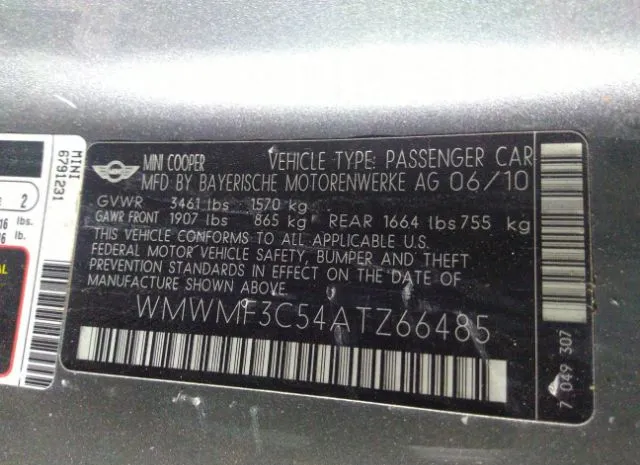 MINI COOPER VEHICLE TYPE: PASSENGER CAR
MFD BY BAYERISCHE MOTORENWERKE AG 06/10
GVWR 3461 lbs 1570 kg
GAWR FRONT 1907 lbs 865 kg REAR 1664 lbs 755 kg
THIS VEHICLE CONFORMS TO ALL APPLICABLE U.S.
FEDERAL MOTOR VEHICLE SAFETY, BUMPER AND THEFT
PREVENTION STANDARDS IN EFFECT ON THE DATE OF
MANUFACTURE SHOWN ABOVE.
WMWMF3C54ATZ66485
7 049 307
MINI
6791231
2
lbs.
lb.